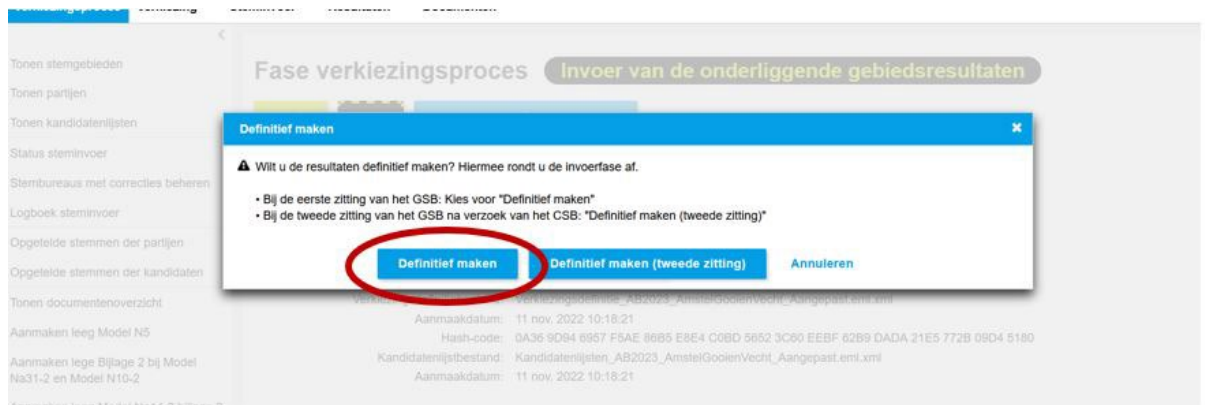 Tonen stemgebieden
Fase verkiezingsproces Invoer van de onderliggende gebiedsresultaten
Tonen partijen
Tonen kandidatenlijsten
Definitief maken
Status steminvoer
Wilt u de resultaten definitief maken? Hiermee rondt u de invoerfase af.
Stembureaus met correcties beheren
• Bij de eerste zitting van het GSB: Kies voor "Definitief maken"
• Bij de tweede zitting van het GSB na verzoek van het CSB: "Definitief maken (tweede zitting)"
Logboek steminvoer
Opgetelde stemmen der partijen
Definitief maken Definitief maken (tweede zitting) Annuleren
Opgetelde stemmen der kandidaten
Tonen documentenoverzicht
Verkiezingsdefinitie_AB2023_AmstelGooienVecht_Aangepast.eml.xml
Aanmaakdatum: 11 nov. 2022 10:18:21
Aanmaken leeg Model N5
Hash-code: 0A36 9D94 6957 F5AE 86B5 E8E4 C0BD 5652 3C60 EEBF 62B9 DADA 21E5 772B 09D4 5180
Kandidatenlijstbestand: Kandidatenlijsten_AB2023_AmstelGooienVecht_Aangepast.eml.xml
Aanmaken lege Bijlage 2 bij Model
Na31-2 en Model N10-2
Aanmaakdatum: 11 nov. 2022 10:18:21